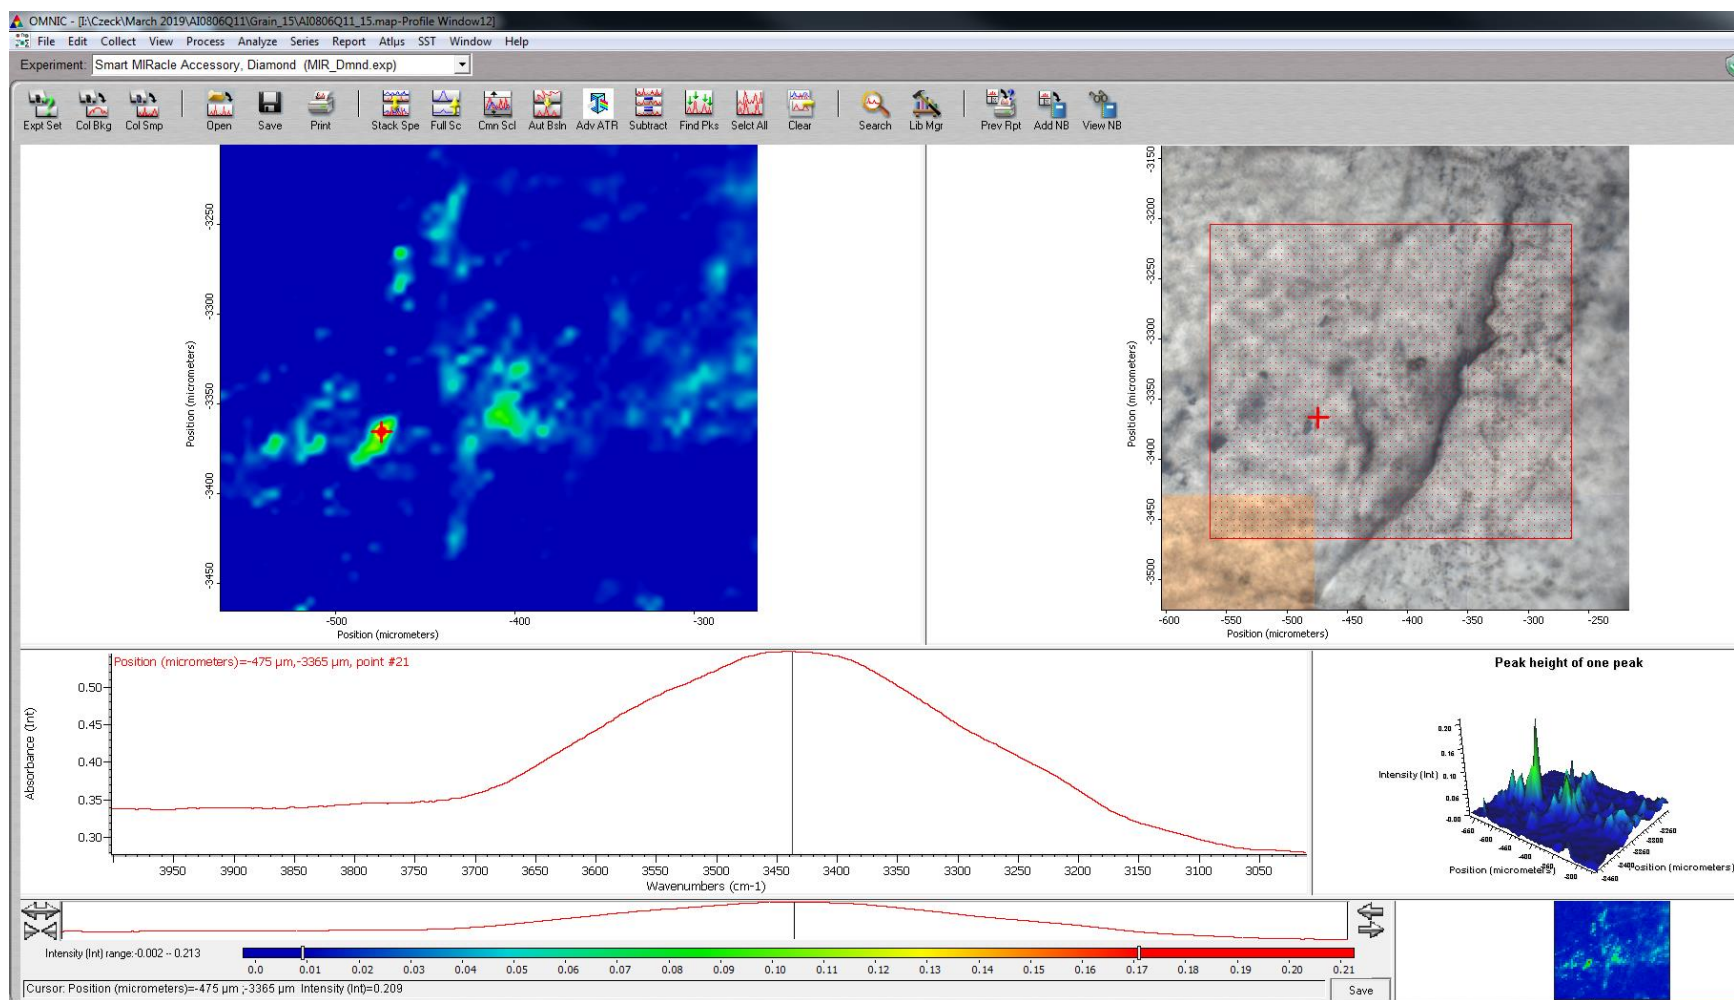 OMNIC - [I:\Czeck\March 2019\AI0806Q11\Grain_15\AI0806Q11_15.map-Profile Window12]
File Edit Collect View Process Analyze Series Report Atlµs SST Window Help
Experiment: Smart MIRacle Accessory, Diamond (MIR_Dmnd.exp)
Expt Set Col Bkg Col Smp Open Save Print Stack Spe Full Sc Cmn Scl Aut Bsln Adv ATR Subtract Find Pks Selct All Clear Search Lib Mgr Prev Rpt Add NB View NB
-3250
-3300
-3350
-3400
-3450
Position (micrometers)
-500 -400 -300
Position (micrometers)
-3150
-3200
-3250
-3300
-3350
-3400
-3450
-3500
Position (micrometers)
-600 -550 -500 -450 -400 -350 -300 -250
Position (micrometers)
Position (micrometers)=-475 µm,-3365 µm, point #21
0.50
0.45
0.40
0.35
0.30
Absorbance (Int)
3950 3900 3850 3800 3750 3700 3650 3600 3550 3500 3450 3400 3350 3300 3250 3200 3150 3100 3050
Wavenumbers (cm-1)
Peak height of one peak
0.20
0.16
Intensity (Int) 0.10
Position (micrometers)
Position (micrometers)
Intensity (Int) range:-0.002 -- 0.213
0.0 0.01 0.02 0.03 0.04 0.05 0.06 0.07 0.08 0.09 0.10 0.11 0.12 0.13 0.14 0.15 0.16 0.17 0.18 0.19 0.20 0.21
Cursor: Position (micrometers)=-475 µm ;-3365 µm Intensity (Int)=0.209
Save